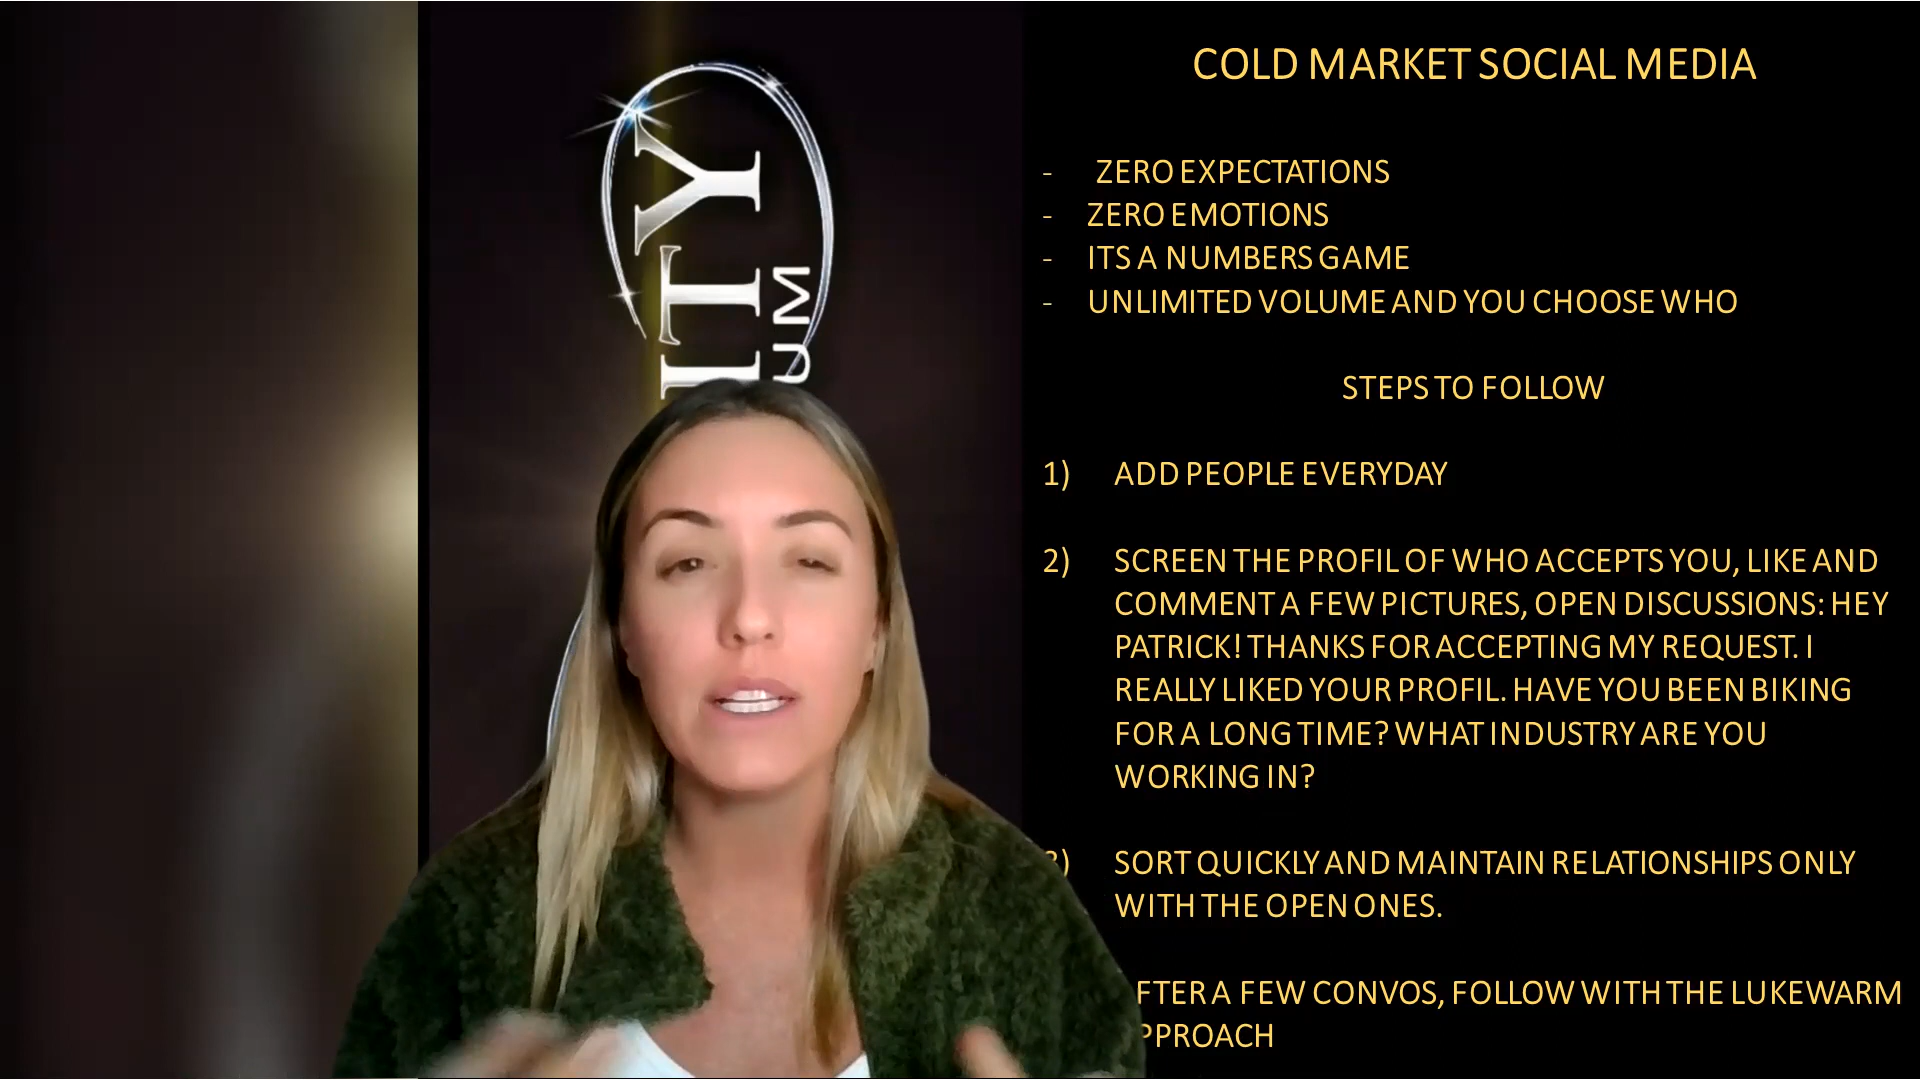 ITY
UM
COLD MARKET SOCIAL MEDIA
- ZERO EXPECTATIONS
- ZERO EMOTIONS
- ITS A NUMBERS GAME
- UNLIMITED VOLUME AND YOU CHOOSE WHO
STEPS TO FOLLOW
1) ADD PEOPLE EVERYDAY
2) SCREEN THE PROFIL OF WHO ACCEPTS YOU, LIKE AND
COMMENT A FEW PICTURES, OPEN DISCUSSIONS: HEY
PATRICK! THANKS FOR ACCEPTING MY REQUEST. I
REALLY LIKED YOUR PROFIL. HAVE YOU BEEN BIKING
FOR A LONG TIME? WHAT INDUSTRY ARE YOU
WORKING IN?
3) SORT QUICKLY AND MAINTAIN RELATIONSHIPS ONLY
WITH THE OPEN ONES.
FTER A FEW CONVOS, FOLLOW WITH THE LUKEWARM
PPROACH